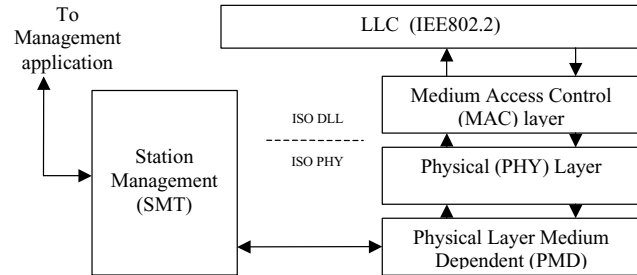 To
Management
application
LLC (IEE802.2)
Medium Access Control
(MAC) layer
ISO DLL
ISO PHY
Station
Management
(SMT)
Physical (PHY) Layer
Physical Layer Medium
Dependent (PMD)